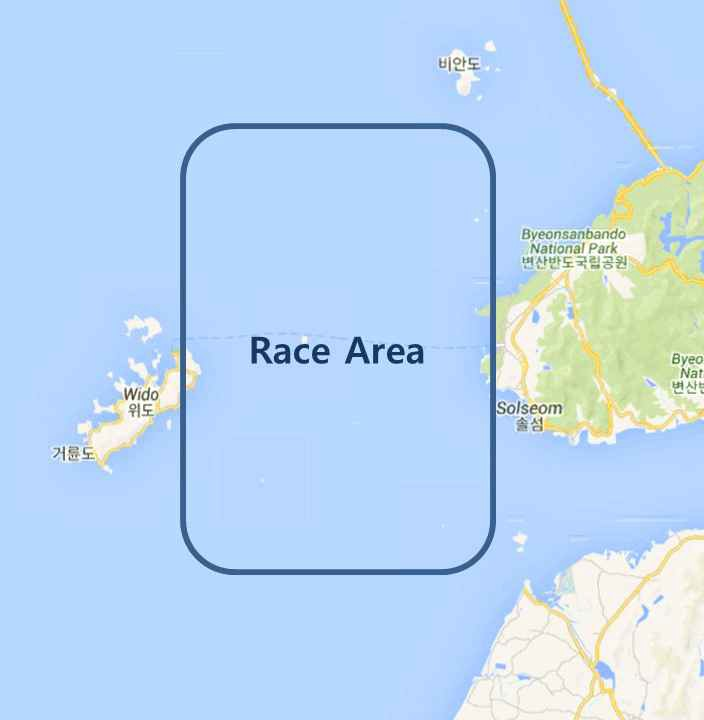 비안도
Byeonsanbando
National Park
변산반도국립공원
Race Area
Byeo
Nat
변산반
Wido
위도
Solseom
솔섬
거륜도